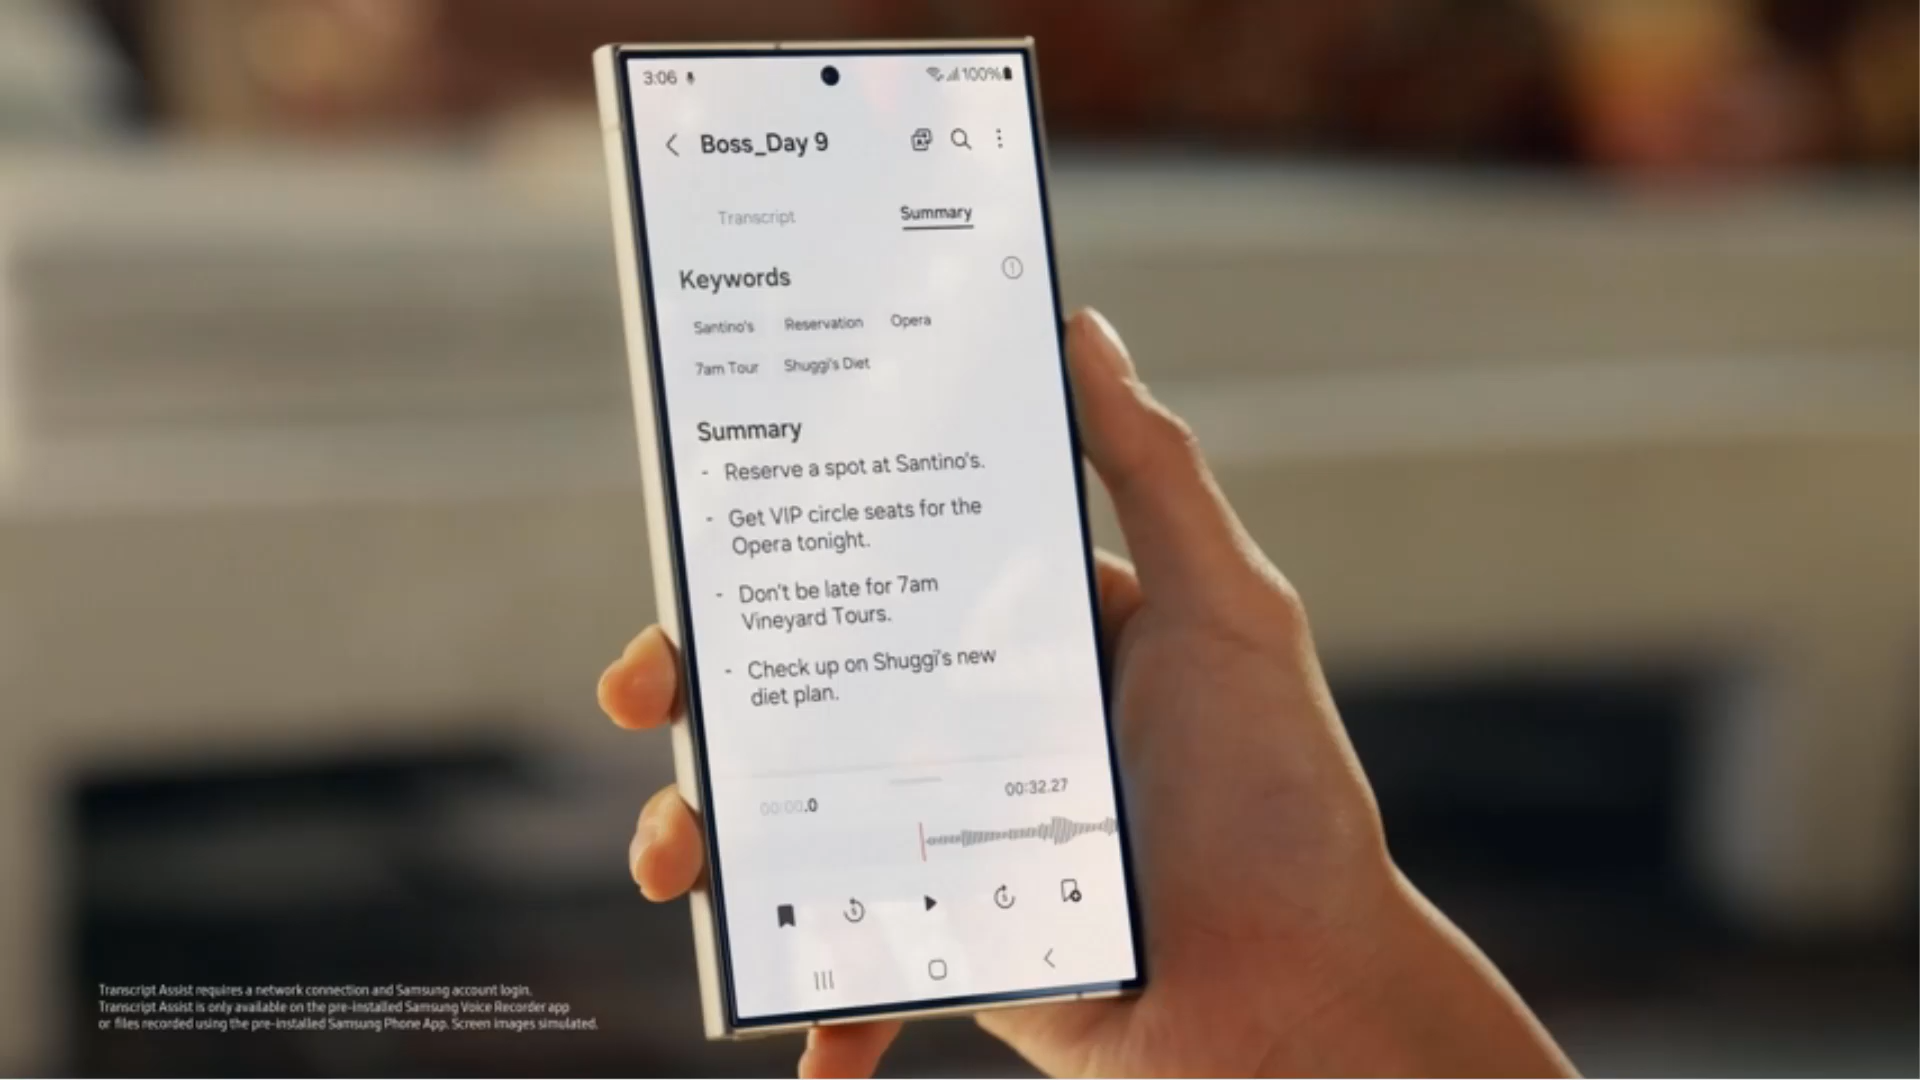 3:06
100%
Boss_Day 9
Transcript
Summary
Keywords
Santino's
Reservation
Opera
7am Tour
Shuggi's Diet
Summary
- Reserve a spot at Santino's.
- Get VIP circle seats for the
Opera tonight.
- Don't be late for 7am
Vineyard Tours.
- Check up on Shuggi's new
diet plan.
00:00.0
00:32.27
Transcript Assist requires a network connection and Samsung account login.
Transcript Assist is only available on the pre-installed Samsung Voice Recorder app
or files recorded using the pre-installed Samsung Phone App. Screen images simulated.